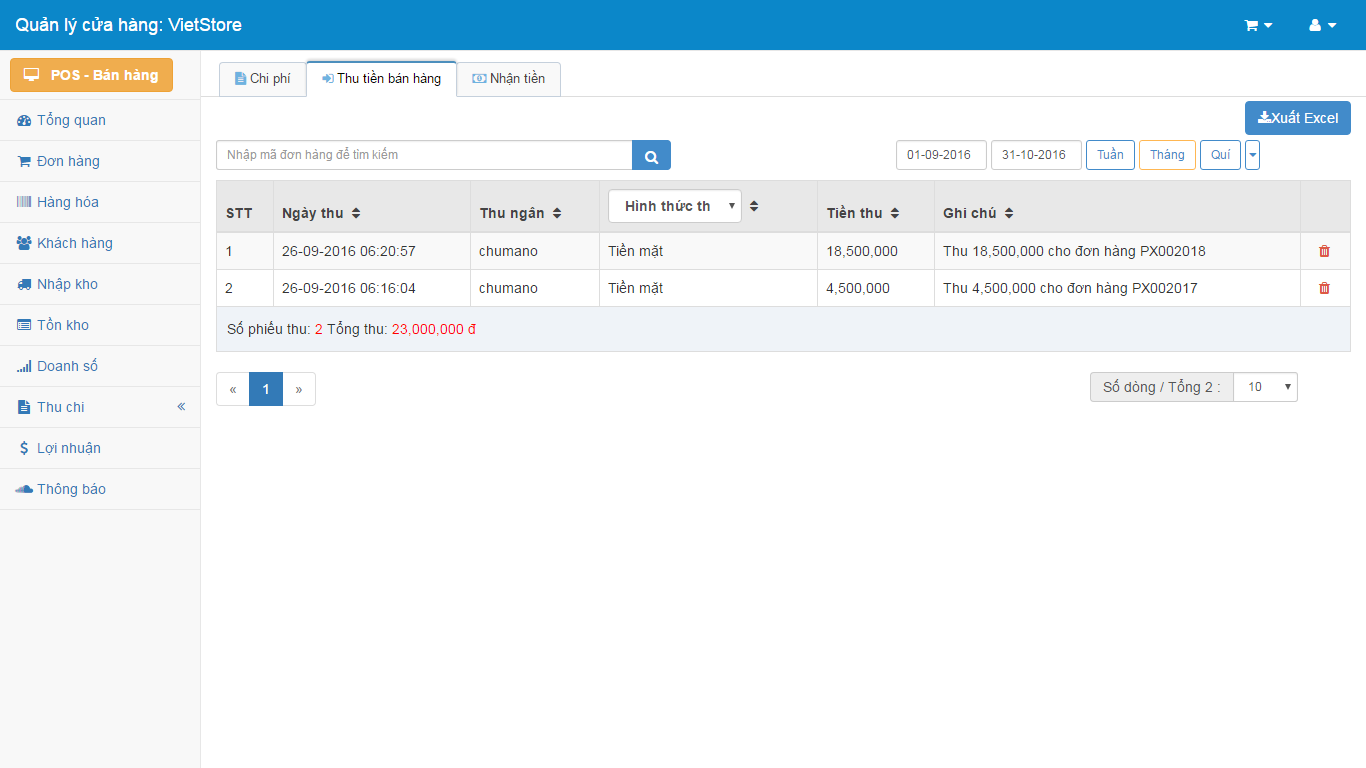 Quản lý cửa hàng: VietStore
POS - Bán hàng
Tổng quan
Đơn hàng
Hàng hóa
Khách hàng
Nhập kho
Tồn kho
Doanh số
Thu chi «
Lợi nhuận
Thông báo
Chi phí Thu tiền bán hàng Nhận tiền
Xuất Excel
Nhập mã đơn hàng để tìm kiếm 01-09-2016 31-10-2016 Tuần Tháng Quí
STT Ngày thu Thu ngân Hình thức th Tiền thu Ghi chú
1 26-09-2016 06:20:57 chumano Tiền mặt 18,500,000 Thu 18,500,000 cho đơn hàng PX002018
2 26-09-2016 06:16:04 chumano Tiền mặt 4,500,000 Thu 4,500,000 cho đơn hàng PX002017
Số phiếu thu: 2 Tổng thu: 23,000,000 đ
« 1 » Số dòng / Tổng 2 : 10